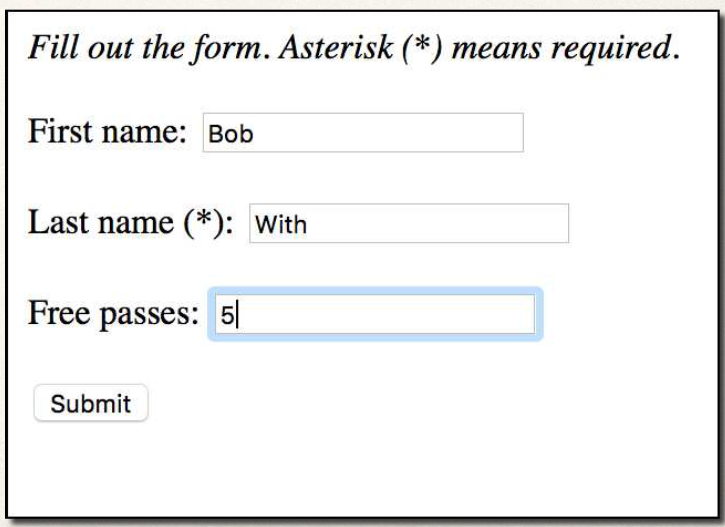 Fill out the form. Asterisk (*) means required.
First name: Bob
Last name (*): With
Free passes: 5
Submit